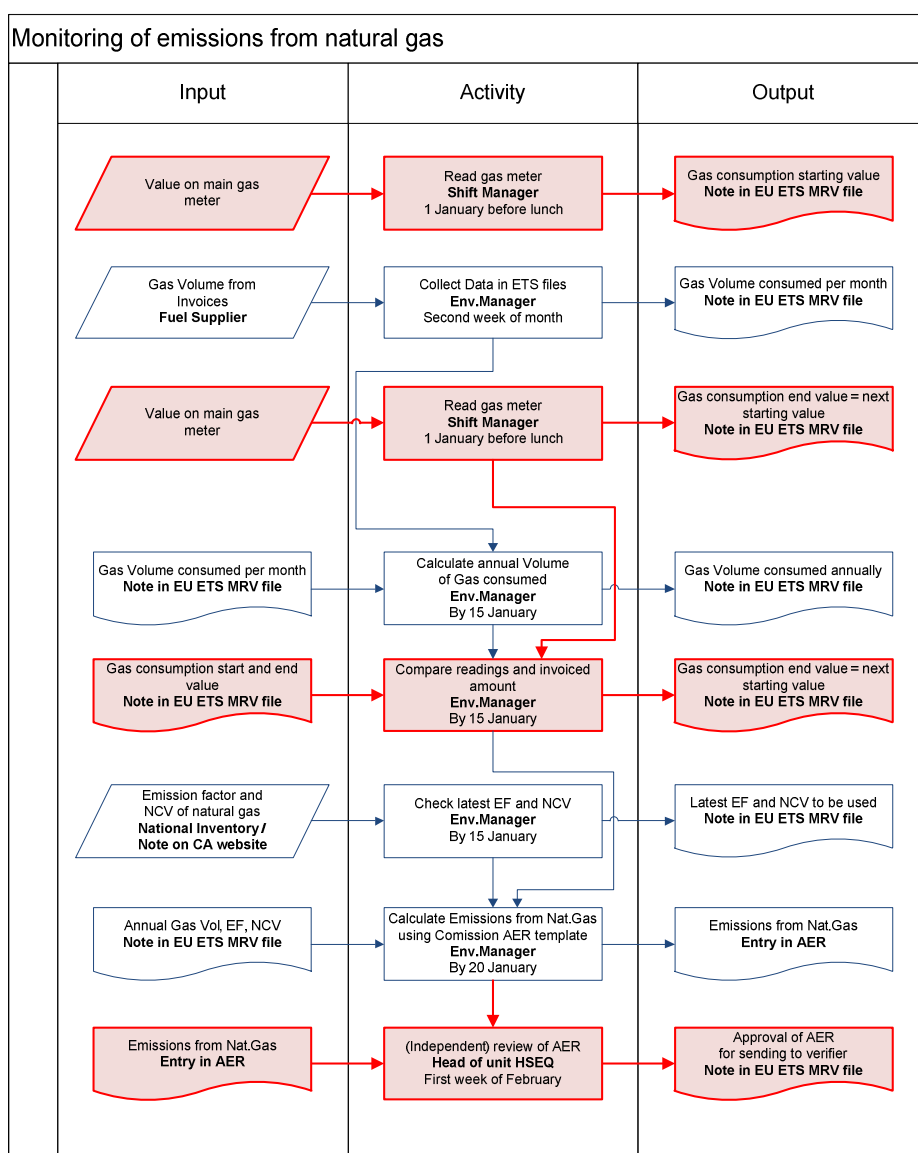 Monitoring of emissions from natural gas
Input
Activity
Output
Value on main gas
meter
Read gas meter
Shift Manager
1 January before lunch
Gas consumption starting value
Note in EU ETS MRV file
Gas Volume from
Invoices
Fuel Supplier
Collect Data in ETS files
Env.Manager
Second week of month
Gas Volume consumed per month
Note in EU ETS MRV file
Value on main gas
meter
Read gas meter
Shift Manager
1 January before lunch
Gas consumption end value = next
starting value
Note in EU ETS MRV file
Gas Volume consumed per month
Note in EU ETS MRV file
Calculate annual Volume
of Gas consumed
Env.Manager
By 15 January
Gas Volume consumed annually
Note in EU ETS MRV file
Gas consumption start and end
value
Note in EU ETS MRV file
Compare readings and invoiced
amount
Env.Manager
By 15 January
Gas consumption end value = next
starting value
Note in EU ETS MRV file
Emission factor and
NCV of natural gas
National Inventory /
Note on CA website
Check latest EF and NCV
Env.Manager
By 15 January
Latest EF and NCV to be used
Note in EU ETS MRV file
Annual Gas Vol, EF, NCV
Note in EU ETS MRV file
Calculate Emissions from Nat.Gas
using Comission AER template
Env.Manager
By 20 January
Emissions from Nat.Gas
Entry in AER
Emissions from Nat.Gas
Entry in AER
(Independent) review of AER
Head of unit HSEQ
First week of February
Approval of AER
for sending to verifier
Note in EU ETS MRV file